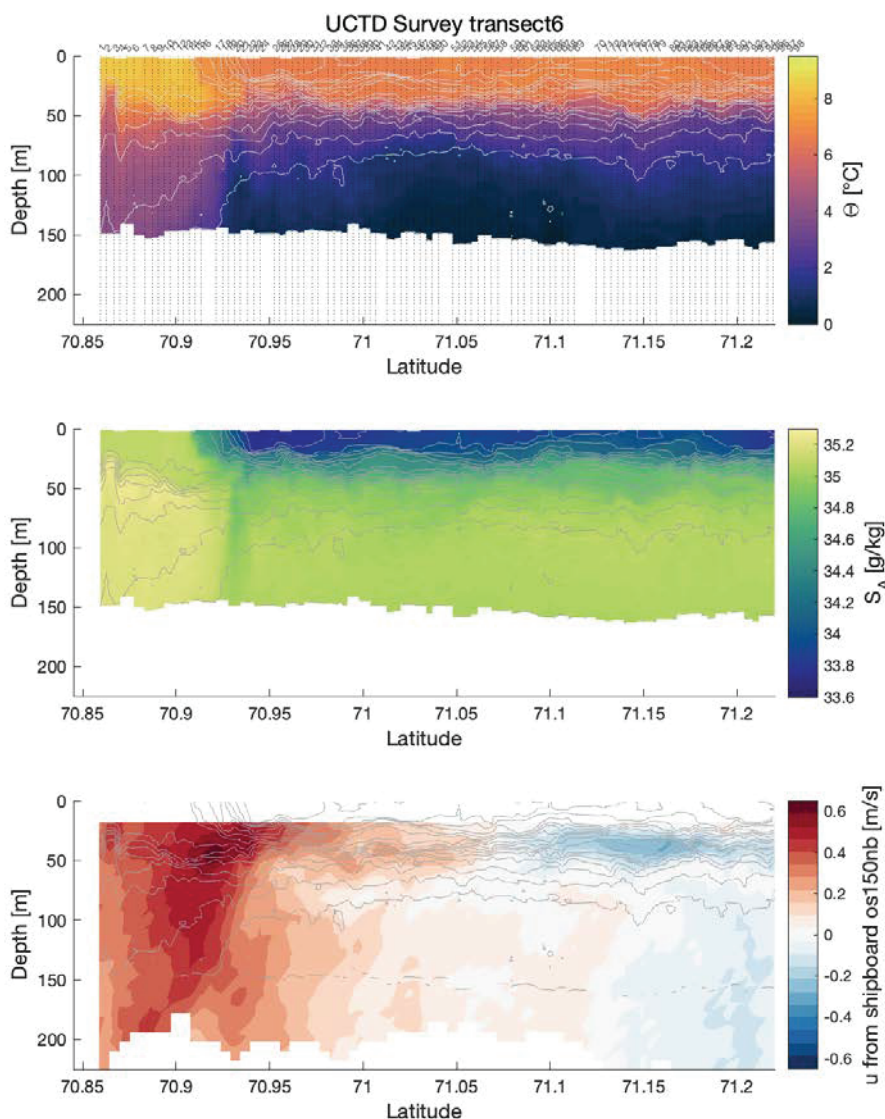 UCTD Survey transect6
0
50
100
150
200
Depth [m]
70.85 70.9 70.95 71 71.05 71.1 71.15 71.2
Latitude
8
6
4
2
0
Θ [°C]
0
50
100
150
200
Depth [m]
70.85 70.9 70.95 71 71.05 71.1 71.15 71.2
Latitude
35.2
35
34.8
34.6
34.4
34.2
34
33.8
33.6
S_A [g/kg]
0
50
100
150
200
Depth [m]
70.85 70.9 70.95 71 71.05 71.1 71.15 71.2
Latitude
0.6
0.4
0.2
0
-0.2
-0.4
-0.6
u from shipboard os150nb [m/s]